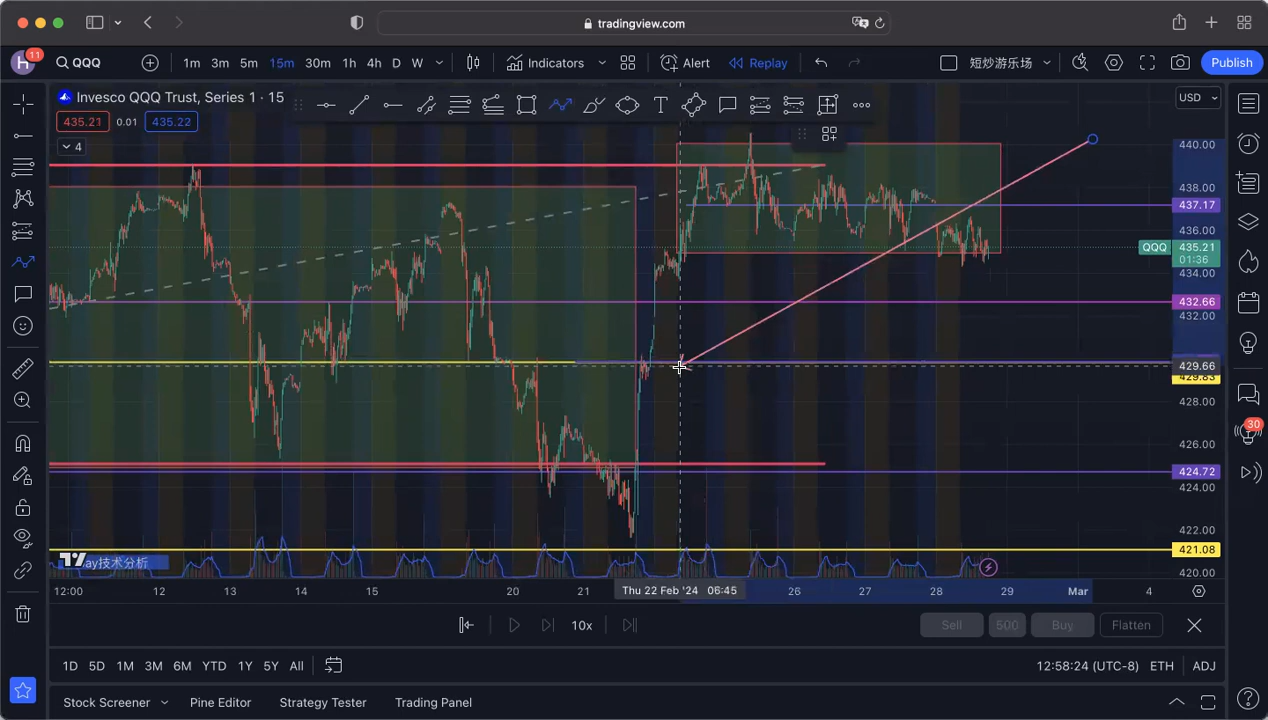 tradingview.com
H 11 QQQ 1m 3m 5m 15m 30m 1h 4h D W Indicators Alert Replay 短炒游乐场 Publish
Invesco QQQ Trust, Series 1 · 15
USD
435.21 0.01 435.22
4
440.00
438.00
437.17
436.00
QQQ 435.21
01:36
434.00
432.66
432.00
429.66
429.83
428.00
426.00
424.72
424.00
422.00
421.08
420.00
30
ay技术分析
12:00 12 13 14 15 20 21 Thu 22 Feb '24 06:45 26 27 28 29 Mar 4
10x Sell 500 Buy Flatten
1D 5D 1M 3M 6M YTD 1Y 5Y All 12:58:24 (UTC-8) ETH ADJ
Stock Screener Pine Editor Strategy Tester Trading Panel